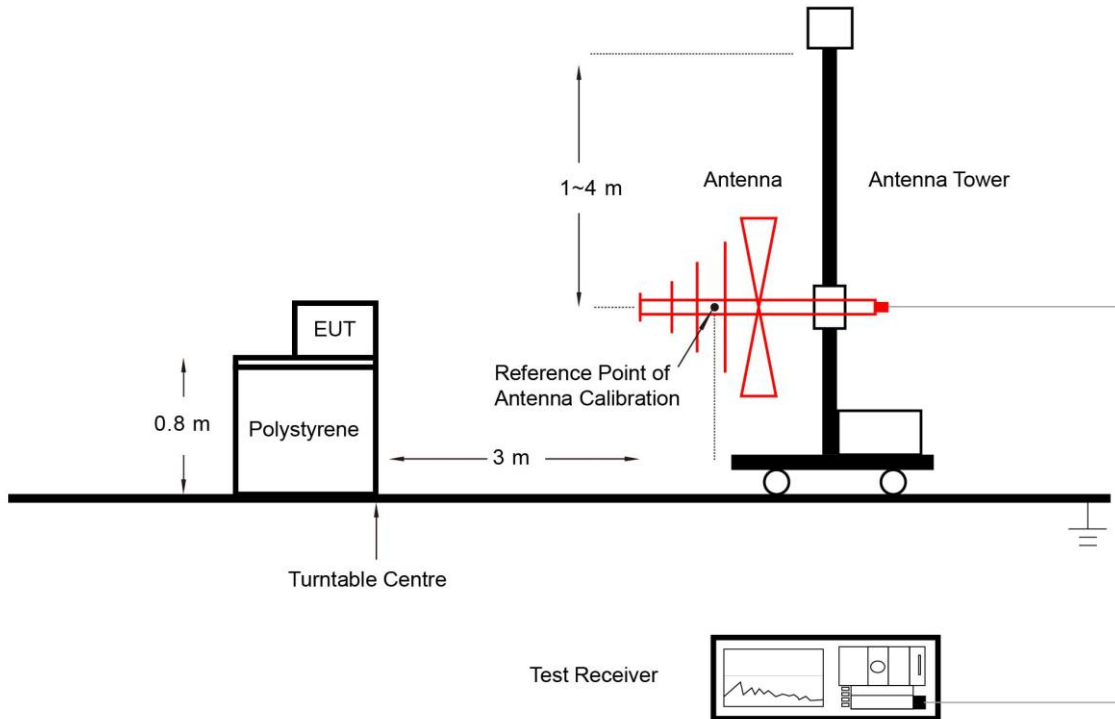 1~4 m
Antenna
Antenna Tower
EUT
Reference Point of
Antenna Calibration
0.8 m
Polystyrene
3 m
Turntable Centre
Test Receiver